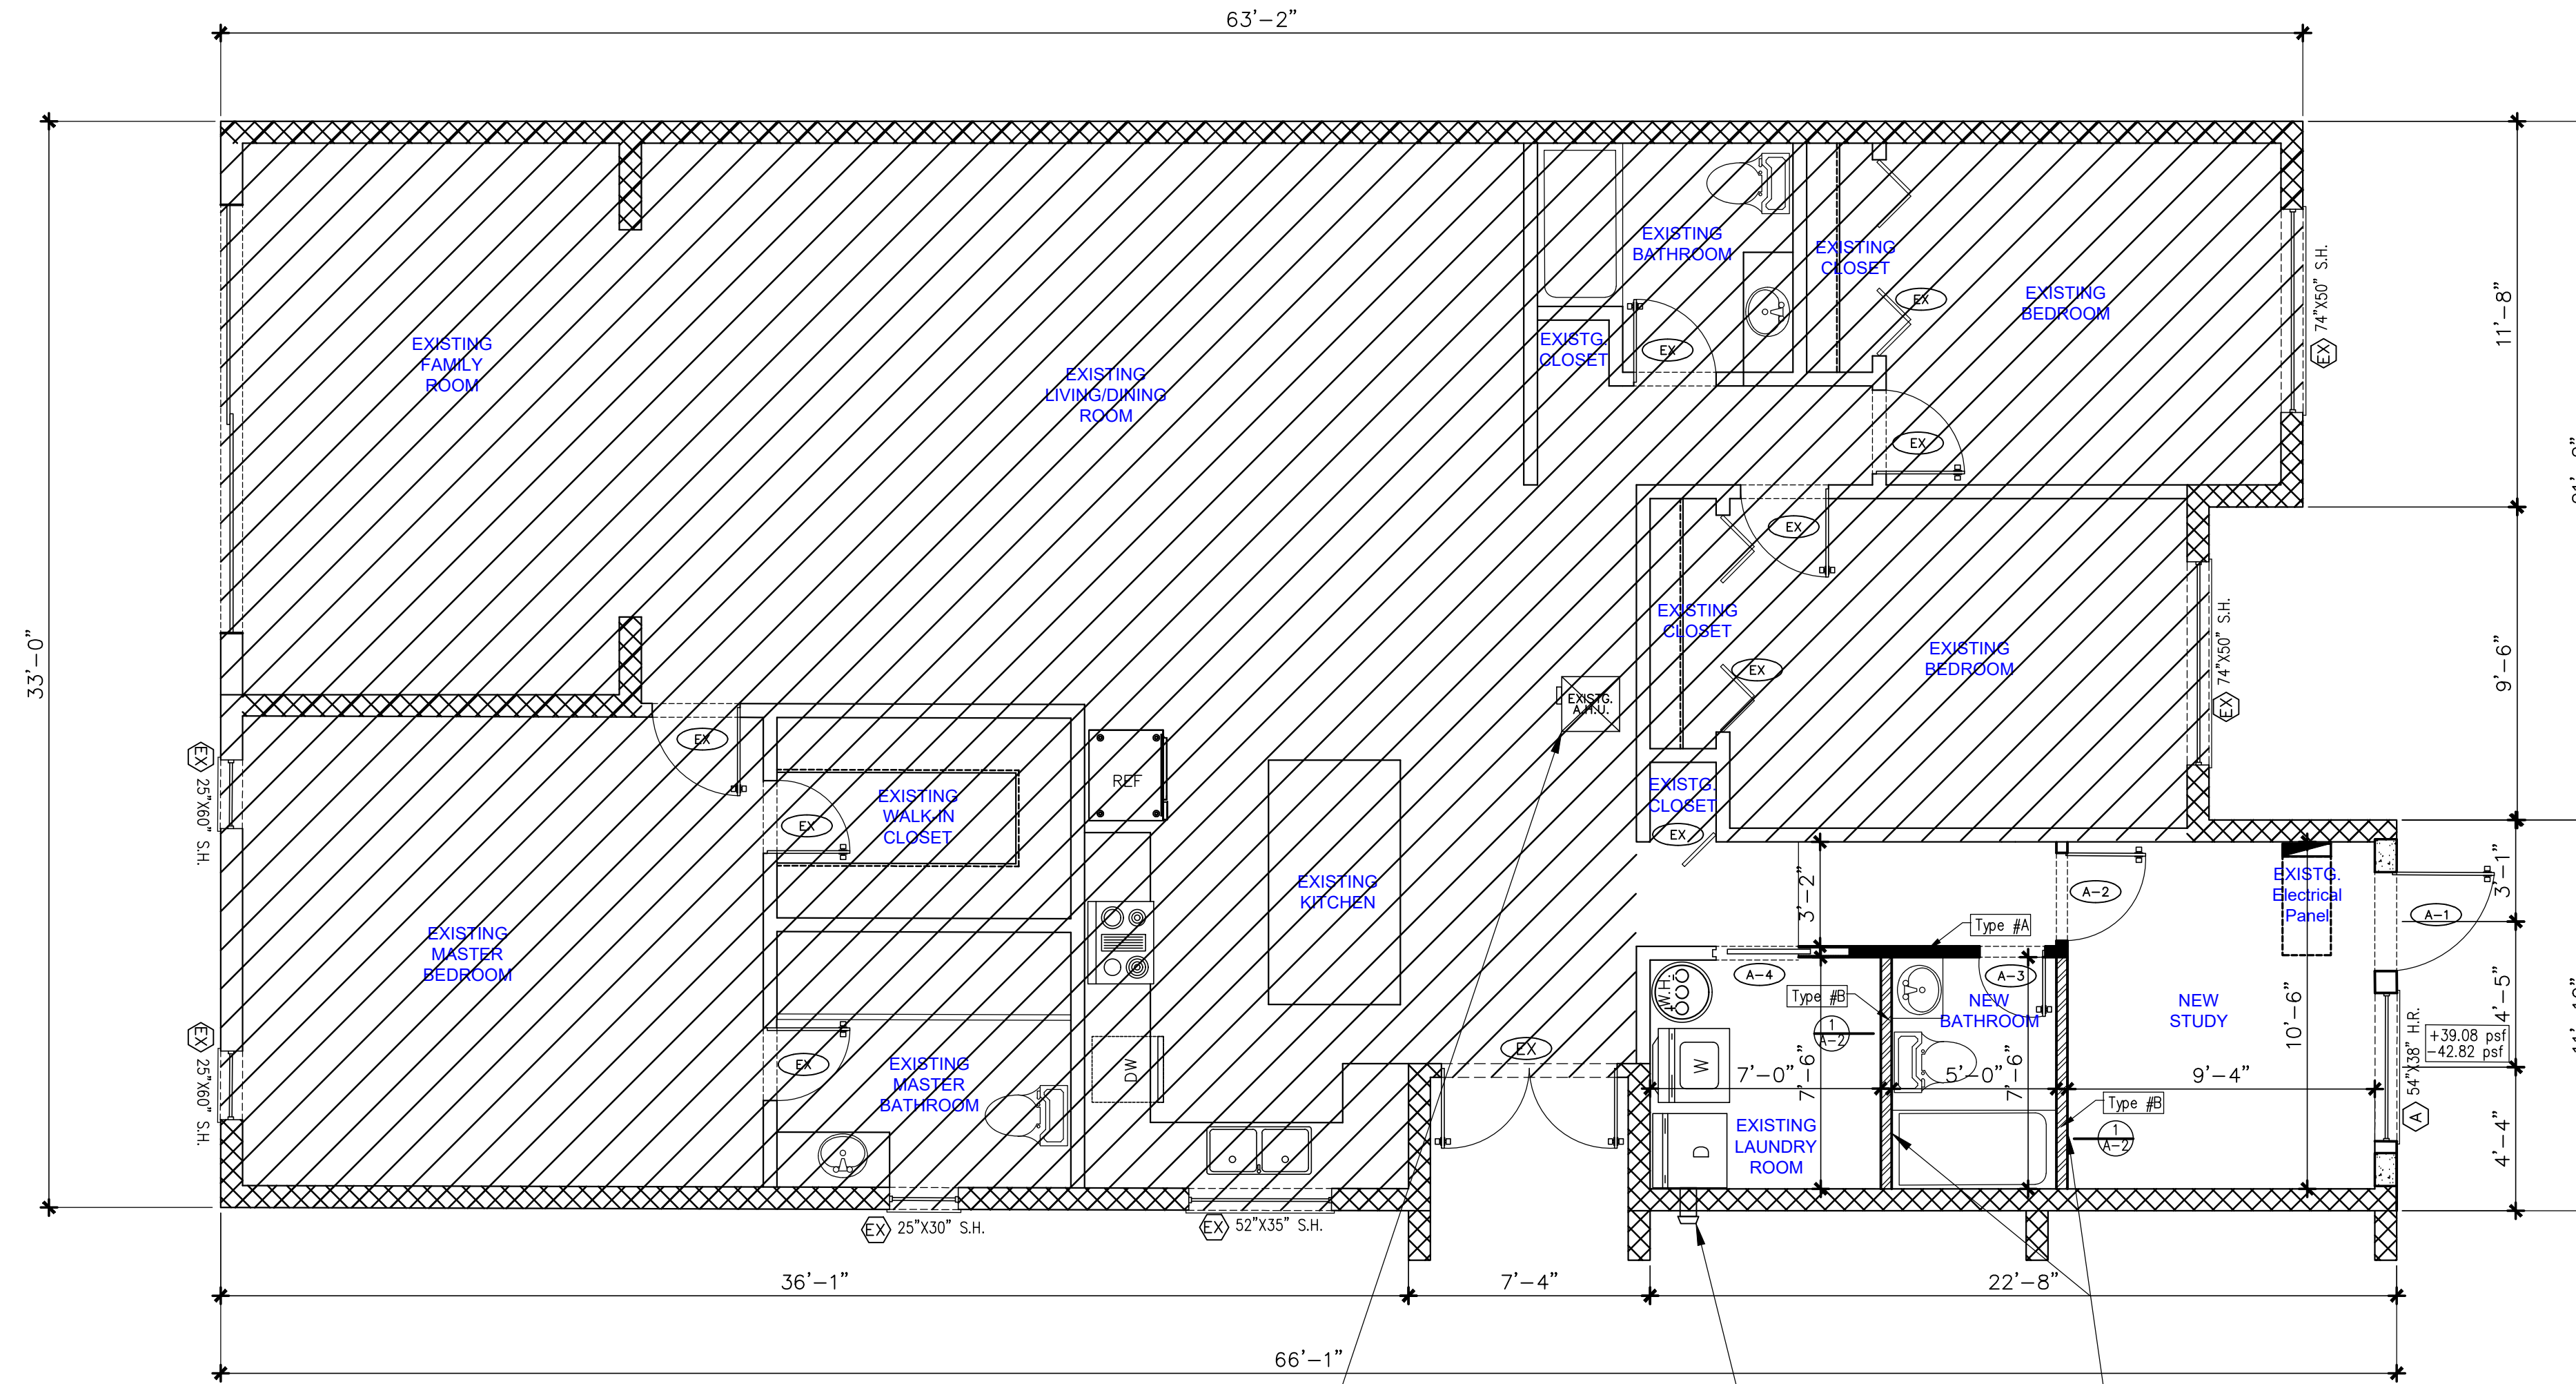 63'-2"
33'-0"
EXISTING
FAMILY
ROOM
EXISTING
LIVING/DINING
ROOM
EXISTING
BATHROOM
EXISTING
CLOSET
EXISTING
BEDROOM
EXISTG.
CLOSET
EX
EX
EX
EX
74"X50" S.H.
11'-8"
EX
EXISTING
CLOSET
EX
EXISTING
BEDROOM
EX
74"X50" S.H.
9'-6"
EXISTG.
A.H.U.
EX
EX
25"X60" S.H.
EX
EXISTING
WALK-IN
CLOSET
REF
EXISTING
KITCHEN
EXISTG.
CLOSET
EX
EXISTING
MASTER
BEDROOM
3'-2"
A-2
EXISTG.
Electrical
Panel
3'-1"
A-1
Type #A
W.H.
A-4
A-3
Type #B
1
A-2
NEW
BATHROOM
NEW
STUDY
10'-6"
4'-5"
+39.08 psf
-42.82 psf
54"X38" H.R.
A
EX
25"X60" S.H.
EX
EXISTING
MASTER
BATHROOM
DW
EX
W
7'-0"
7'-6"
5'-0"
7'-6"
9'-4"
Type #B
1
A-2
D
EXISTING
LAUNDRY
ROOM
4'-4"
EX
25"X30" S.H.
EX
52"X35" S.H.
36'-1"
7'-4"
22'-8"
66'-1"